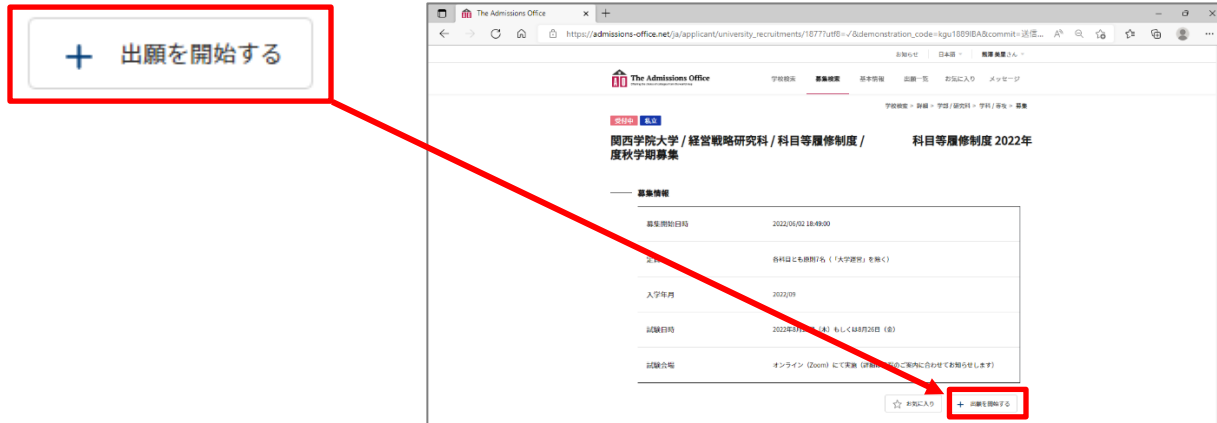 出願を開始する
The Admissions Office
https://admissions-office.net/ja/applicant/university_recruitments/1877?utf8=✓&demonstration_code=kgu1889IBA&commit=送信...
お知らせ 日本語 さん
The Admissions Office
学校検索 募集検索 基本情報 出願一覧 お気に入り メッセージ
学校検索 > 詳細 > 学部 / 研究科 > 学科 / 専攻 > 募集
受付中 私立
関西学院大学 / 経営戦略研究科 / 科目等履修制度 / 科目等履修制度 2022年
度秋学期募集
募集情報
募集開始日時 2022/06/02 18:49:00
各科目とも原則7名（「大学経営」を除く）
入学年月 2022/09
試験日時 2022年8月 （木）もしくは8月26日（金）
試験会場 オンライン（Zoom）にて実施（詳細は のご案内に合わせてお知らせします）
お気に入り 出願を開始する